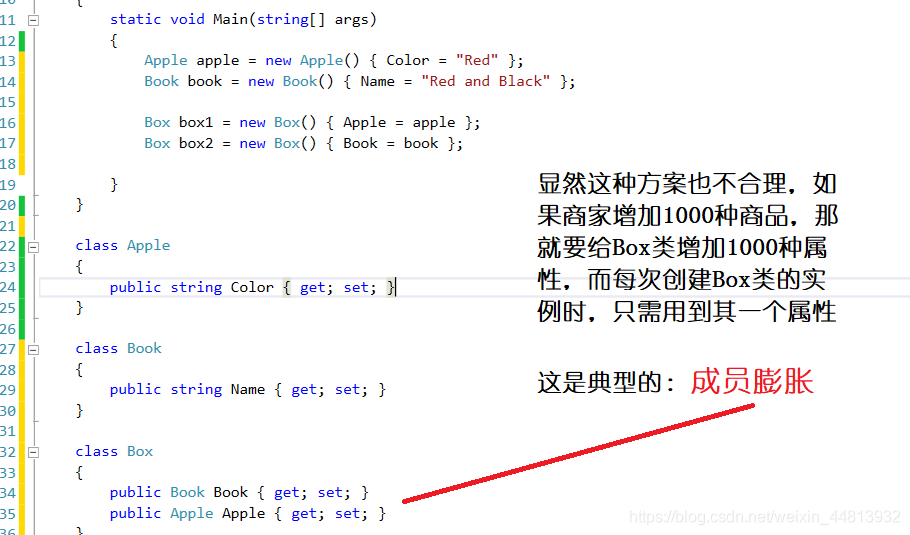 10 {
11 static void Main(string[] args)
12 {
13 Apple apple = new Apple() { Color = "Red" };
14 Book book = new Book() { Name = "Red and Black" };
15
16 Box box1 = new Box() { Apple = apple };
17 Box box2 = new Box() { Book = book };
18
19 }
20 }
21
22 class Apple
23 {
24 public string Color { get; set; }
25 }
26
27 class Book
28 {
29 public string Name { get; set; }
30 }
31
32 class Box
33 {
34 public Book Book { get; set; }
35 public Apple Apple { get; set; }
36 }
显然这种方案也不合理，如
果商家增加1000种商品，那
就要给Box类增加1000种属
性，而每次创建Box类的实
例时，只需用到其一个属性
这是典型的：成员膨胀
https://blog.csdn.net/weixin_44813932